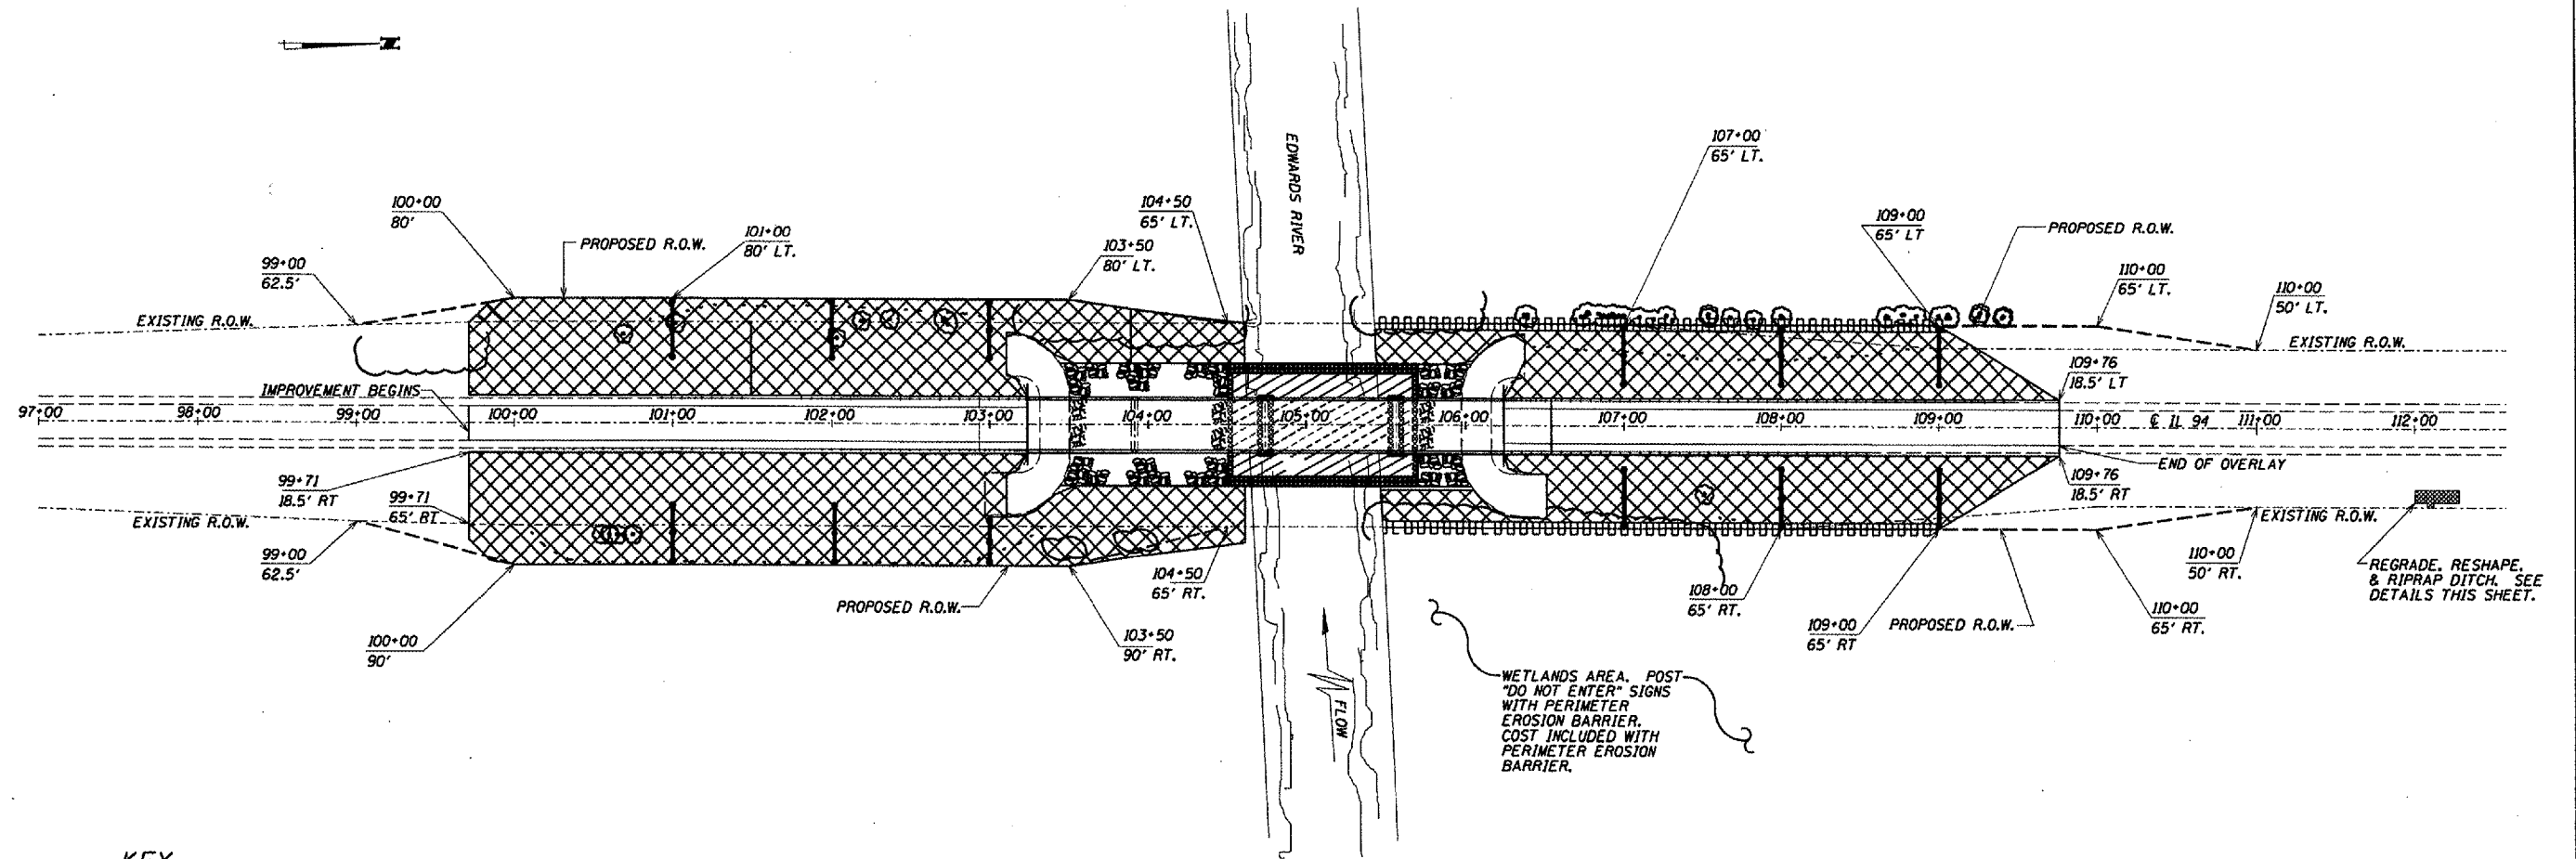 N
EDWARDS RIVER
107+00
65' LT.
100+00
80'
PROPOSED R.O.W.
101+00
80' LT.
104+50
65' LT.
103+50
80' LT.
109+00
65' LT
PROPOSED R.O.W.
99+00
62.5'
110+00
65' LT.
110+00
50' LT.
EXISTING R.O.W.
EXISTING R.O.W.
IMPROVEMENT BEGINS
109+76
18.5' LT
97+00
98+00
99+00
100+00
101+00
102+00
103+00
104+00
105+00
106+00
107+00
108+00
109+00
110+00
℄ IL 94
111+00
112+00
END OF OVERLAY
99+71
18.5' RT
99+71
65' RT
109+76
18.5' RT
EXISTING R.O.W.
EXISTING R.O.W.
99+00
62.5'
110+00
50' RT.
REGRADE, RESHAPE,
& RIPRAP DITCH. SEE
DETAILS THIS SHEET.
104+50
65' RT.
PROPOSED R.O.W.
108+00
65' RT.
110+00
65' RT.
100+00
90'
103+50
90' RT.
109+00
65' RT
PROPOSED R.O.W.
WETLANDS AREA. POST
"DO NOT ENTER" SIGNS
WITH PERIMETER
EROSION BARRIER.
COST INCLUDED WITH
PERIMETER EROSION
BARRIER.
FLOW
KEY